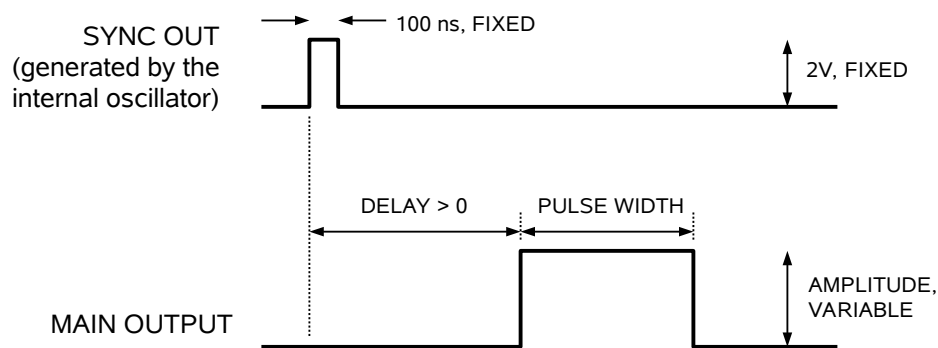 SYNC OUT
(generated by the
internal oscillator)
100 ns, FIXED
2V, FIXED
DELAY > 0
PULSE WIDTH
AMPLITUDE,
VARIABLE
MAIN OUTPUT